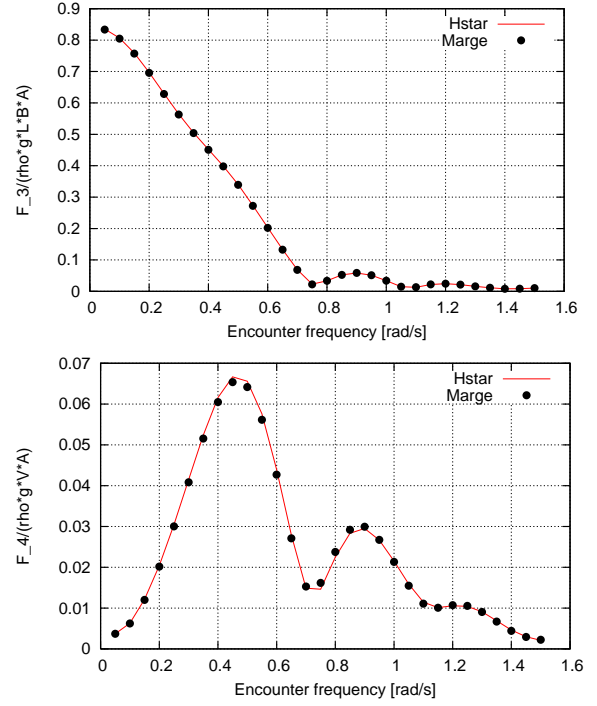 0.9
0.8
0.7
0.6
0.5
0.4
0.3
0.2
0.1
0
F_3/(rho*g*L*B*A)
Hstar
Marge
0 0.2 0.4 0.6 0.8 1 1.2 1.4 1.6
Encounter frequency [rad/s]
0.07
0.06
0.05
0.04
0.03
0.02
0.01
0
F_4/(rho*g*V*A)
Hstar
Marge
0 0.2 0.4 0.6 0.8 1 1.2 1.4 1.6
Encounter frequency [rad/s]